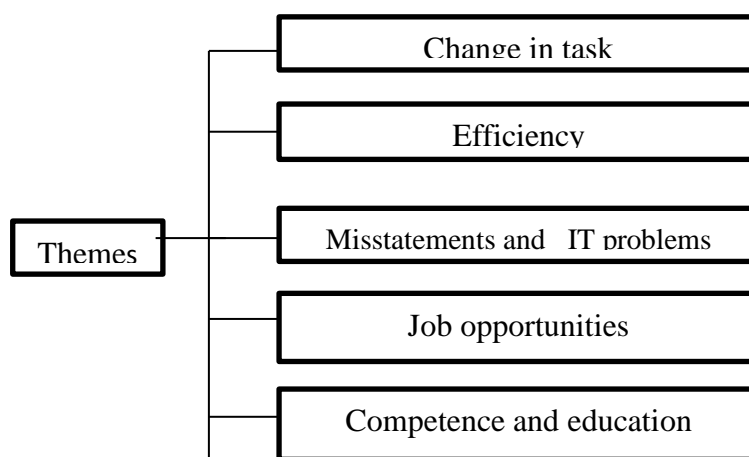 Change in task
Efficiency
Misstatements and IT problems
Themes
Job opportunities
Competence and education